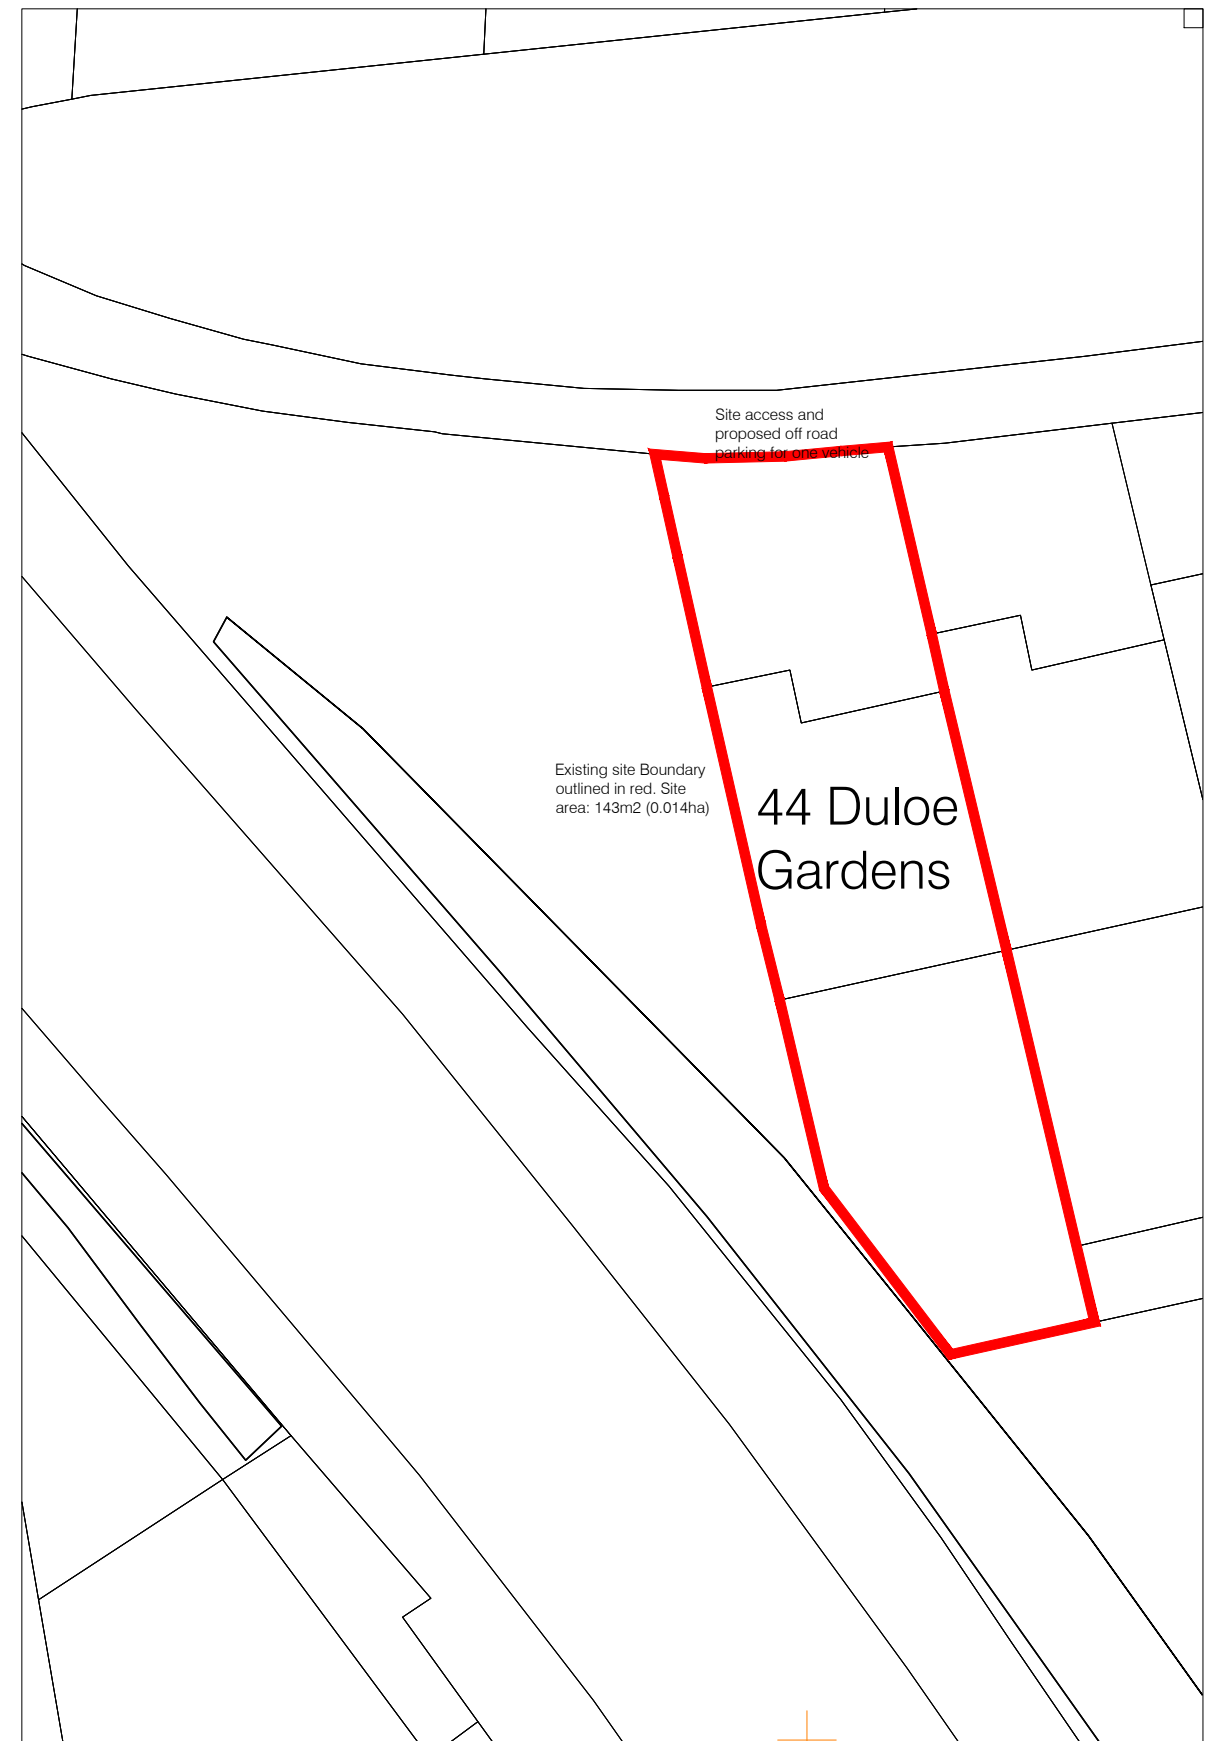 Site access and
proposed off road
parking for one vehicle
Existing site Boundary
outlined in red. Site
area: 143m2 (0.014ha)
44 Duloe
Gardens